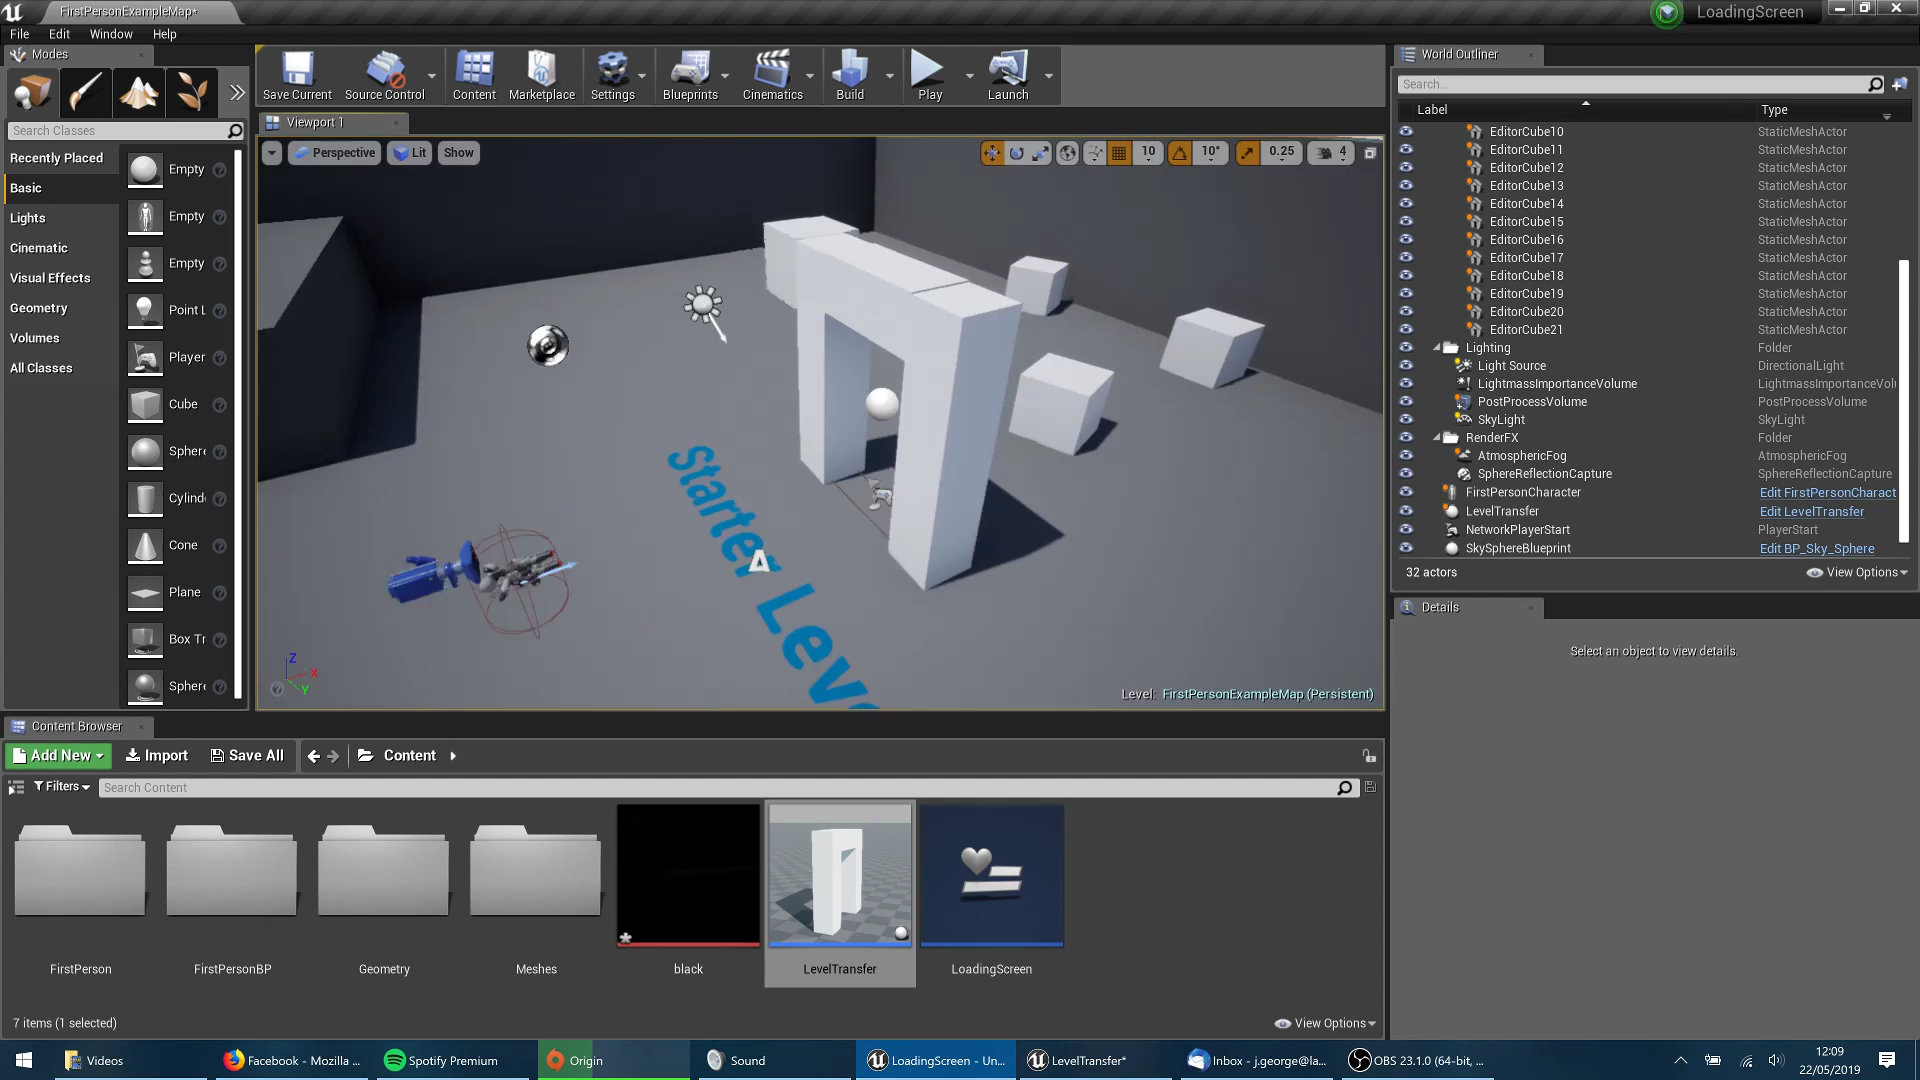 FirstPersonExampleMap*
LoadingScreen
File Edit Window Help
Modes
Search Classes
Recently Placed
Basic
Lights
Cinematic
Visual Effects
Geometry
Volumes
All Classes
Empty
Empty
Empty
Point L
Player
Cube
Sphere
Cylind
Cone
Plane
Box Tr
Sphere
Save Current Source Control Content Marketplace Settings Blueprints Cinematics Build Play Launch
Viewport 1
Perspective Lit Show
10 10° 0.25 4
Starter Leve
Z
X
Y
Level: FirstPersonExampleMap (Persistent)
World Outliner
Search...
Label Type
EditorCube10 StaticMeshActor
EditorCube11 StaticMeshActor
EditorCube12 StaticMeshActor
EditorCube13 StaticMeshActor
EditorCube14 StaticMeshActor
EditorCube15 StaticMeshActor
EditorCube16 StaticMeshActor
EditorCube17 StaticMeshActor
EditorCube18 StaticMeshActor
EditorCube19 StaticMeshActor
EditorCube20 StaticMeshActor
EditorCube21 StaticMeshActor
Lighting Folder
Light Source DirectionalLight
LightmassImportanceVolume LightmassImportanceVolu
PostProcessVolume PostProcessVolume
SkyLight SkyLight
RenderFX Folder
AtmosphericFog AtmosphericFog
SphereReflectionCapture SphereReflectionCapture
FirstPersonCharacter Edit FirstPersonCharact
LevelTransfer Edit LevelTransfer
NetworkPlayerStart PlayerStart
SkySphereBlueprint Edit BP_Sky_Sphere
32 actors View Options
Details
Select an object to view details.
Content Browser
Add New Import Save All Content
Filters Search Content
FirstPerson FirstPersonBP Geometry Meshes black LevelTransfer LoadingScreen
7 items (1 selected) View Options
Videos Facebook - Mozilla ... Spotify Premium Origin Sound LoadingScreen - Un... LevelTransfer* Inbox - j.george@la... OBS 23.1.0 (64-bit, ...
12:09
22/05/2019